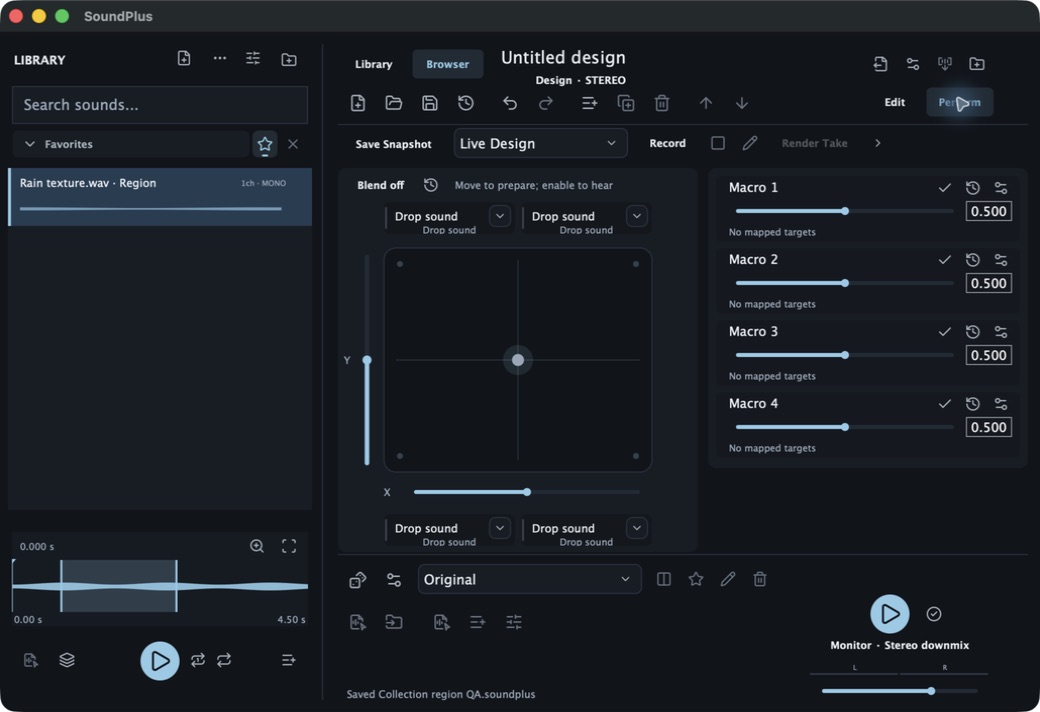 SoundPlus
LIBRARY
Search sounds...
Favorites
Rain texture.wav · Region
1ch · MONO
0.000 s
0.00 s
4.50 s
Library
Browser
Untitled design
Design · STEREO
Edit
Perform
Save Snapshot
Live Design
Record
Render Take
Blend off
Move to prepare; enable to hear
Drop sound
Drop sound
Drop sound
Drop sound
Y
X
Drop sound
Drop sound
Drop sound
Drop sound
Macro 1
0.500
No mapped targets
Macro 2
0.500
No mapped targets
Macro 3
0.500
No mapped targets
Macro 4
0.500
No mapped targets
Original
Monitor · Stereo downmix
L
R
Saved Collection region QA.soundplus